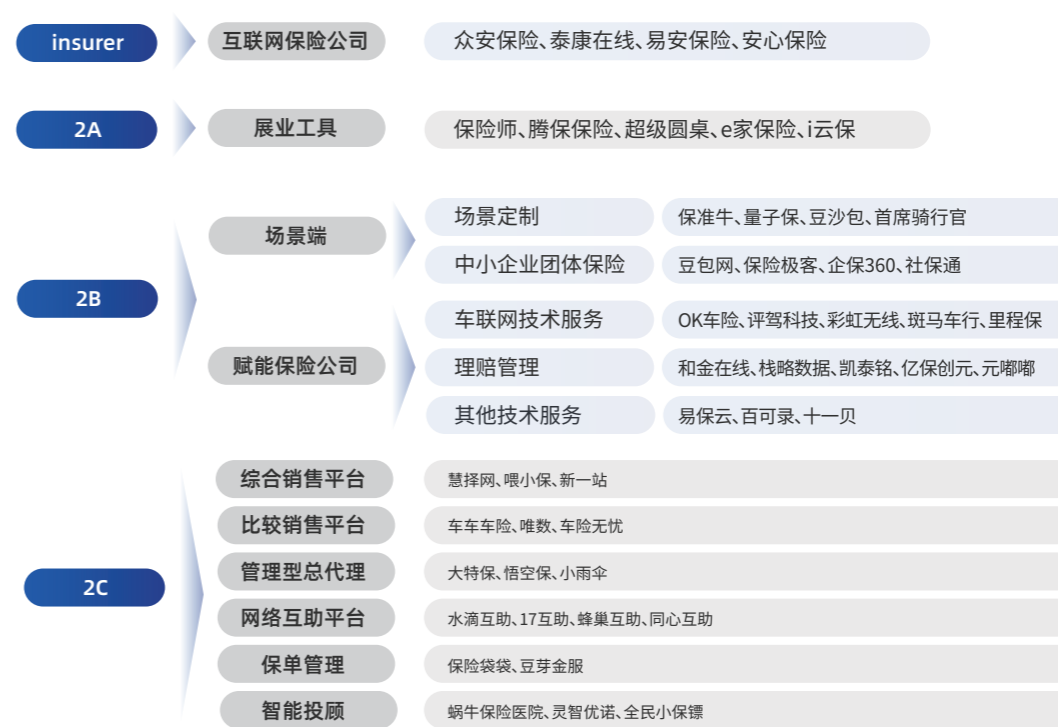 insurer
互联网保险公司
众安保险、泰康在线、易安保险、安心保险
2A
展业工具
保险师、腾保保险、超级圆桌、e家保险、i云保
2B
场景端
场景定制
保准牛、量子保、豆沙包、首席骑行官
中小企业团体保险
豆包网、保险极客、企保360、社保通
赋能保险公司
车联网技术服务
OK车险、评驾科技、彩虹无线、斑马车行、里程保
理赔管理
和金在线、栈略数据、凯泰铭、亿保创元、元嘟嘟
其他技术服务
易保云、百可录、十一贝
2C
综合销售平台
慧择网、喂小保、新一站
比较销售平台
车车车险、唯数、车险无忧
管理型总代理
大特保、悟空保、小雨伞
网络互助平台
水滴互助、17互助、蜂巢互助、同心互助
保单管理
保险袋袋、豆芽金服
智能投顾
蜗牛保险医院、灵智优诺、全民小保镖